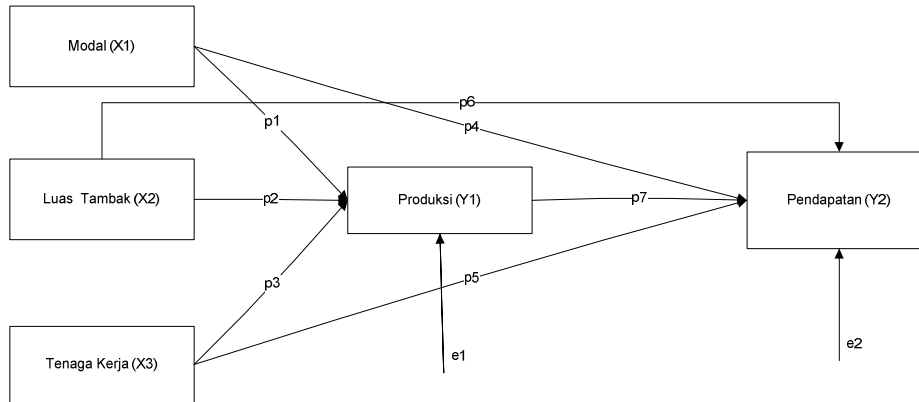 Modal (X1)
p6
p4
p1
Luas Tambak (X2)
p2
Produksi (Y1)
p7
Pendapatan (Y2)
p3
p5
Tenaga Kerja (X3)
e1
e2